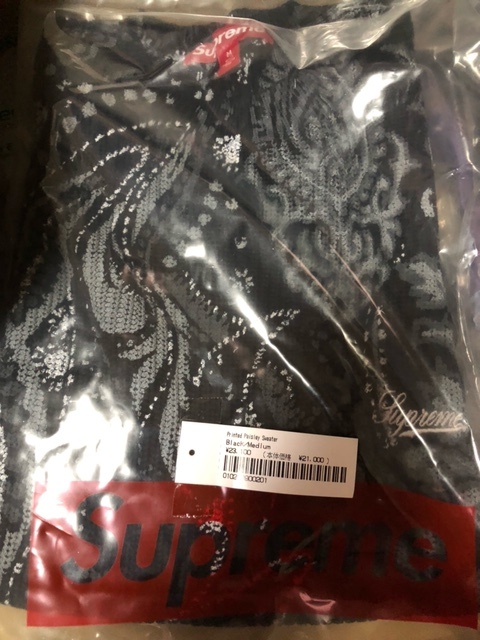 Supreme
M
Supreme
Printed Paisley Sweater
Black/Medium
¥23,100 (本体価格 ¥21,000)
Supreme